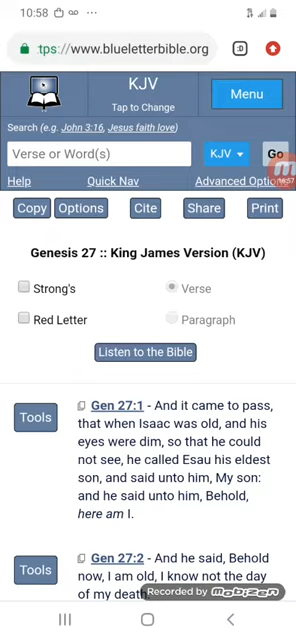 10:58
:tps://www.blueletterbible.org
:D
KJV
Tap to Change
Menu
Search (e.g. John 3:16, Jesus faith love)
Verse or Word(s)
KJV
Go
16:57
Help Quick Nav Advanced Options
Copy Options Cite Share Print
Genesis 27 :: King James Version (KJV)
Strong's Verse
Red Letter Paragraph
Listen to the Bible
Tools
Gen 27:1 - And it came to pass,
that when Isaac was old, and his
eyes were dim, so that he could
not see, he called Esau his eldest
son, and said unto him, My son:
and he said unto him, Behold,
here am I.
Tools
Gen 27:2 - And he said, Behold
now, I am old, I know not the day
of my death
Recorded by mobizen